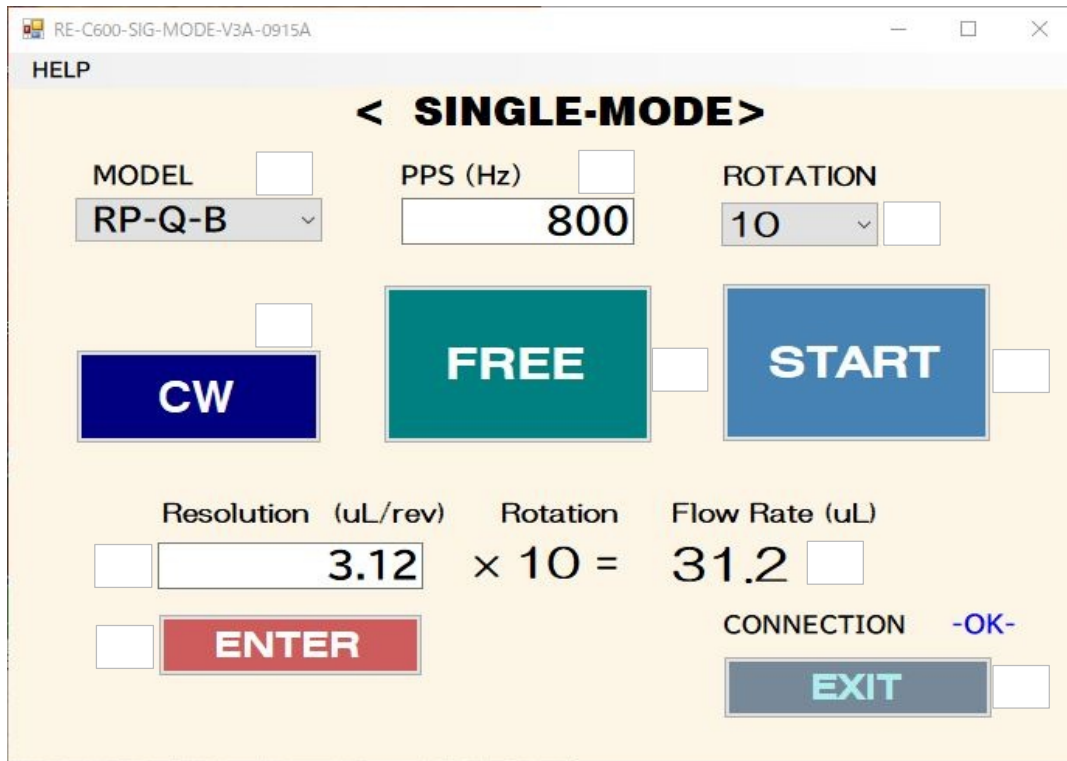 RE-C600-SIG-MODE-V3A-0915A
HELP
< SINGLE-MODE>
MODEL PPS (Hz) ROTATION
RP-Q-B 800 10
CW FREE START
Resolution (uL/rev) Rotation Flow Rate (uL)
3.12 × 10 = 31.2
CONNECTION -OK-
ENTER EXIT